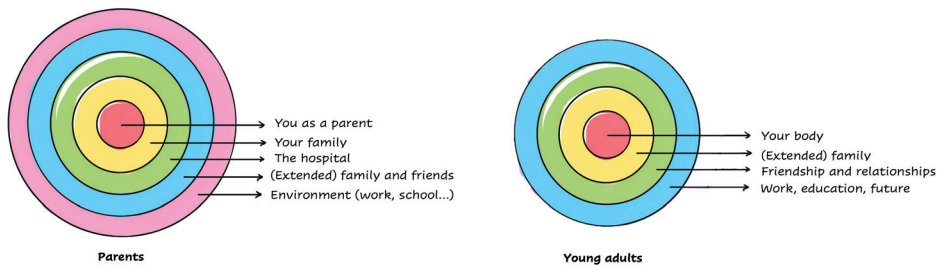 You as a parent
Your family
The hospital
(Extended) family and friends
Environment (work, school...)
Parents
Your body
(Extended) family
Friendship and relationships
Work, education, future
Young adults